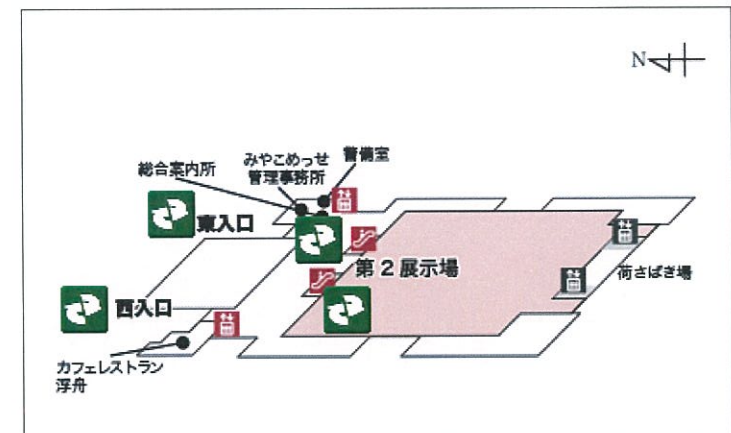 N
総合案内所
みやこめっせ
管理事務所
警備室
東入口
第2展示場
荷さばき場
西入口
カフェレストラン
浮舟